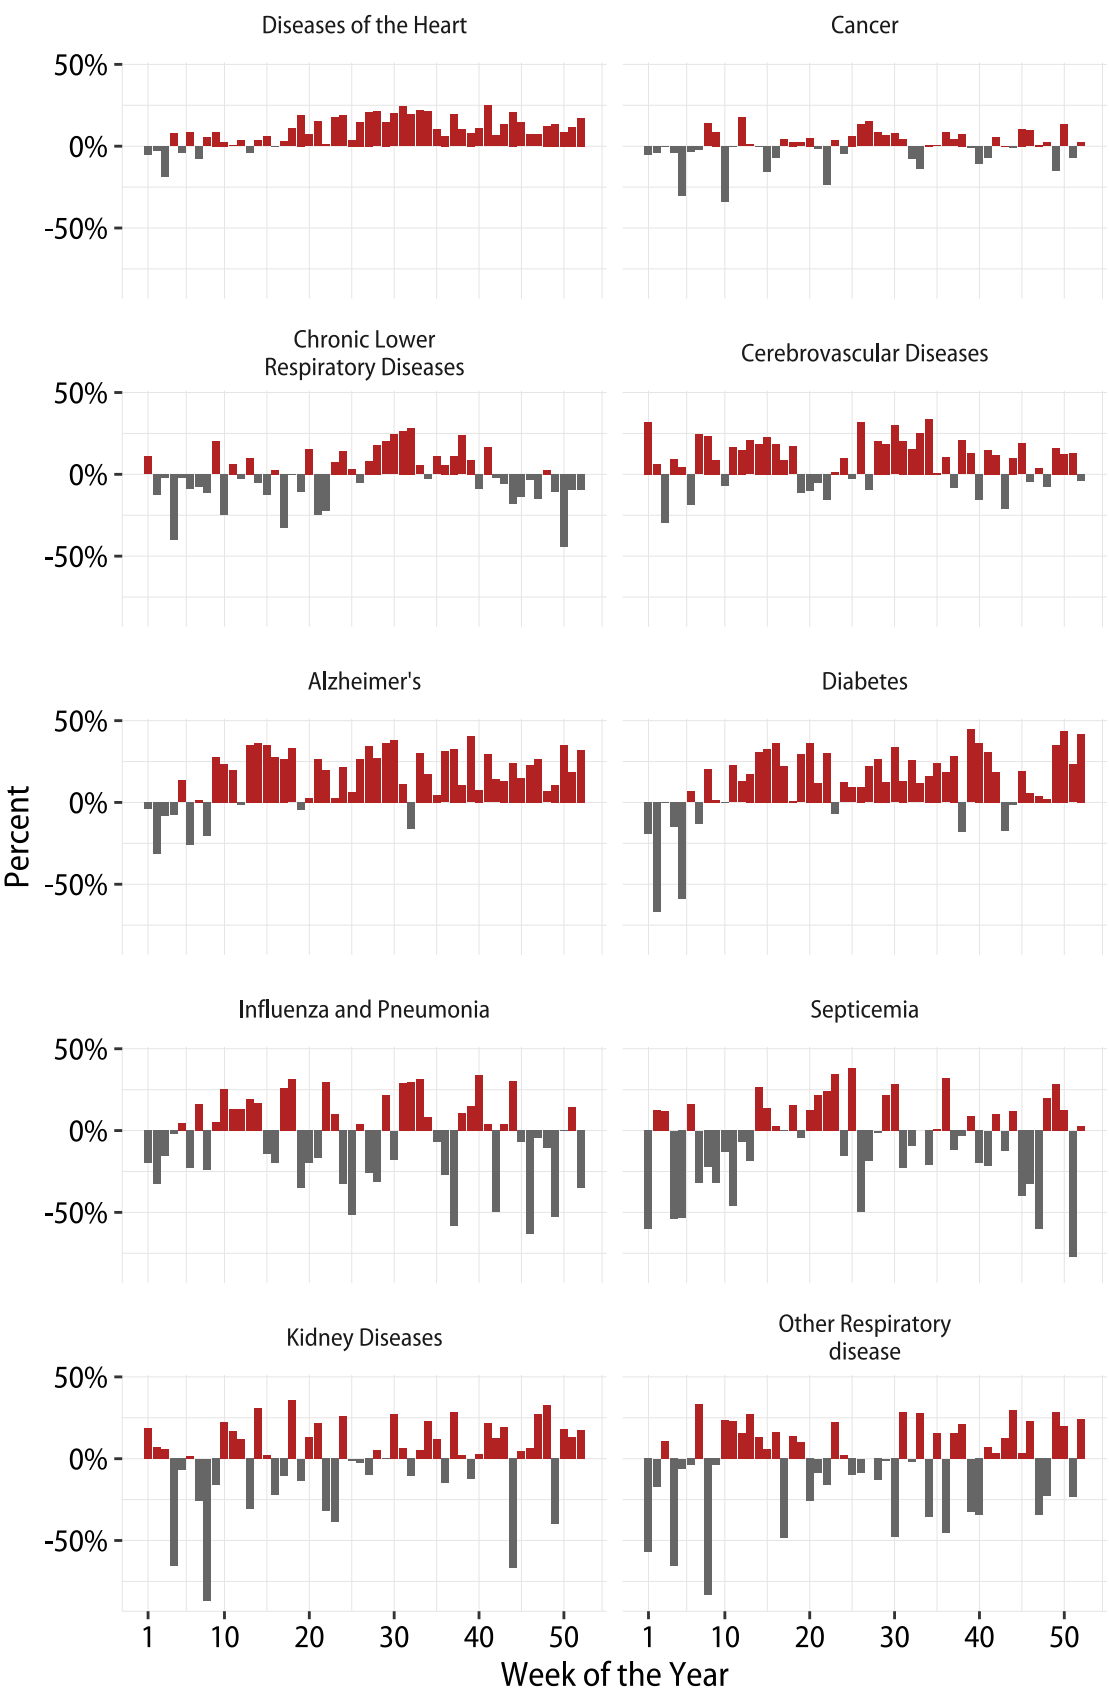 Diseases of the Heart
Cancer
50%
0%
-50%
Chronic Lower
Respiratory Diseases
Cerebrovascular Diseases
50%
0%
-50%
Alzheimer's
Diabetes
50%
0%
-50%
Percent
Influenza and Pneumonia
Septicemia
50%
0%
-50%
Kidney Diseases
Other Respiratory
disease
50%
0%
-50%
1 10 20 30 40 50
1 10 20 30 40 50
Week of the Year